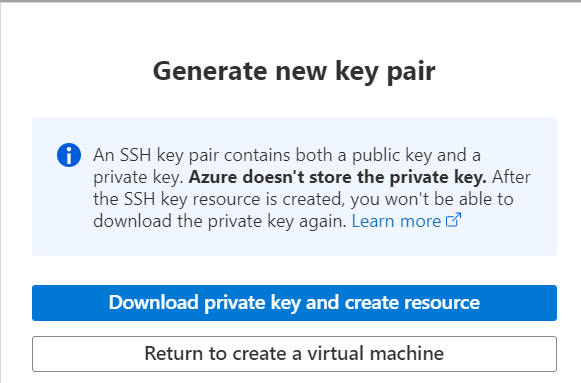 Generate new key pair
An SSH key pair contains both a public key and a
private key. Azure doesn't store the private key. After
the SSH key resource is created, you won't be able to
download the private key again. Learn more
Download private key and create resource
Return to create a virtual machine